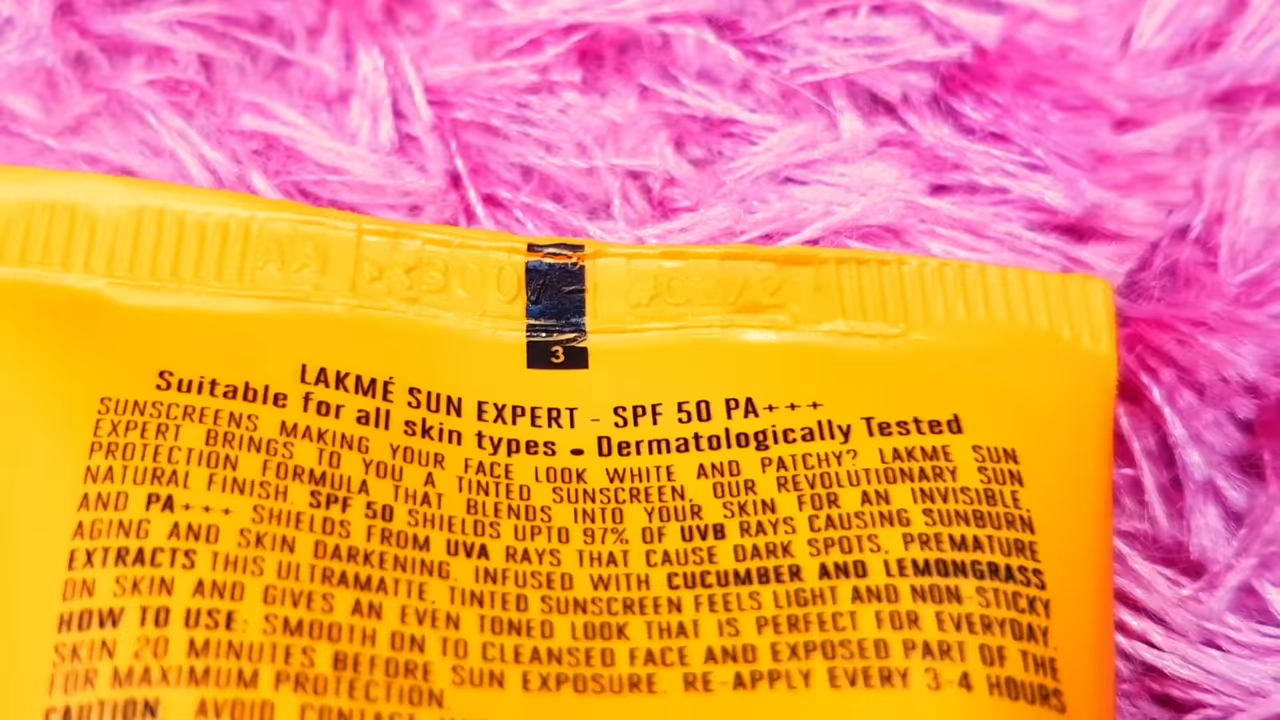 3
LAKMÉ SUN EXPERT - SPF 50 PA+++
Suitable for all skin types • Dermatologically Tested
SUNSCREENS MAKING YOUR FACE LOOK WHITE AND PATCHY? LAKME SUN
EXPERT BRINGS TO YOU A TINTED SUNSCREEN, OUR REVOLUTIONARY SUN
PROTECTION FORMULA THAT BLENDS INTO YOUR SKIN FOR AN INVISIBLE,
NATURAL FINISH. SPF 50 SHIELDS UPTO 97% OF UVB RAYS CAUSING SUNBURN
AND PA+++ SHIELDS FROM UVA RAYS THAT CAUSE DARK SPOTS, PREMATURE
AGING AND SKIN DARKENING. INFUSED WITH CUCUMBER AND LEMONGRASS
EXTRACTS THIS ULTRAMATTE, TINTED SUNSCREEN FEELS LIGHT AND NON-STICKY
ON SKIN AND GIVES AN EVEN TONED LOOK THAT IS PERFECT FOR EVERYDAY.
HOW TO USE: SMOOTH ON TO CLEANSED FACE AND EXPOSED PART OF THE
SKIN 20 MINUTES BEFORE SUN EXPOSURE. RE-APPLY EVERY 3-4 HOURS
FOR MAXIMUM PROTECTION.
CAUTION: AVOID CONTACT